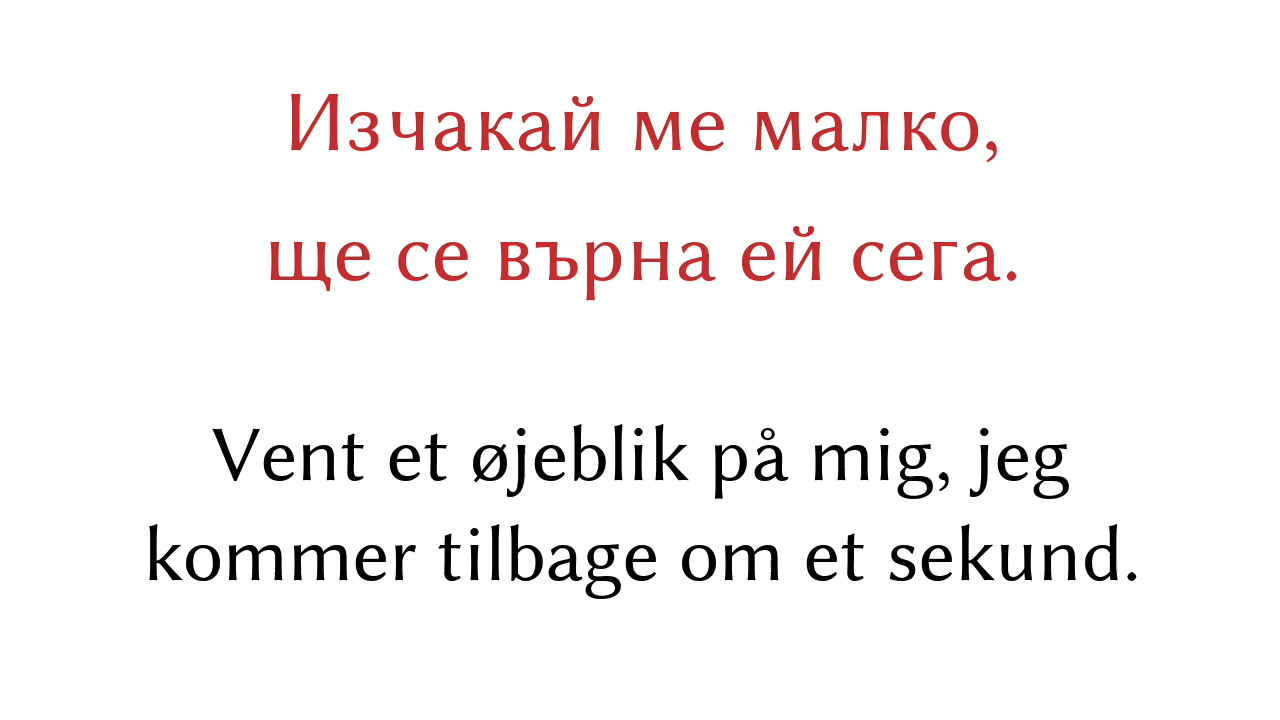 Изчакай ме малко,
ще се върна ей сега.
Vent et øjeblik på mig, jeg
kommer tilbage om et sekund.